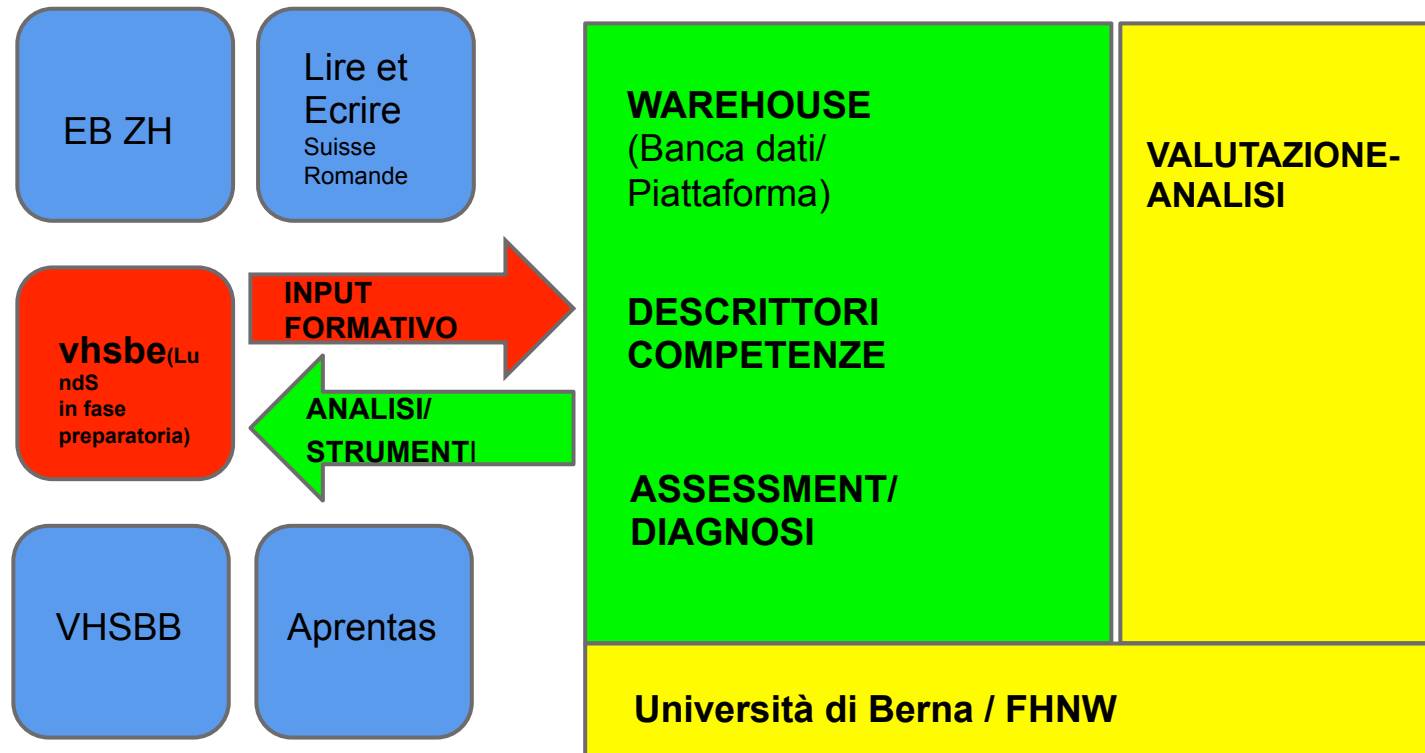 EB ZH
Lire et
Ecrire
Suisse
Romande
vhsbe(Lu
ndS
in fase
preparatoria)
INPUT
FORMATIVO
ANALISI/
STRUMENTI
VHSBB
Aprentas
WAREHOUSE
(Banca dati/
Piattaforma)
DESCRITTORI
COMPETENZE
ASSESSMENT/
DIAGNOSI
VALUTAZIONE-
ANALISI
Università di Berna / FHNW